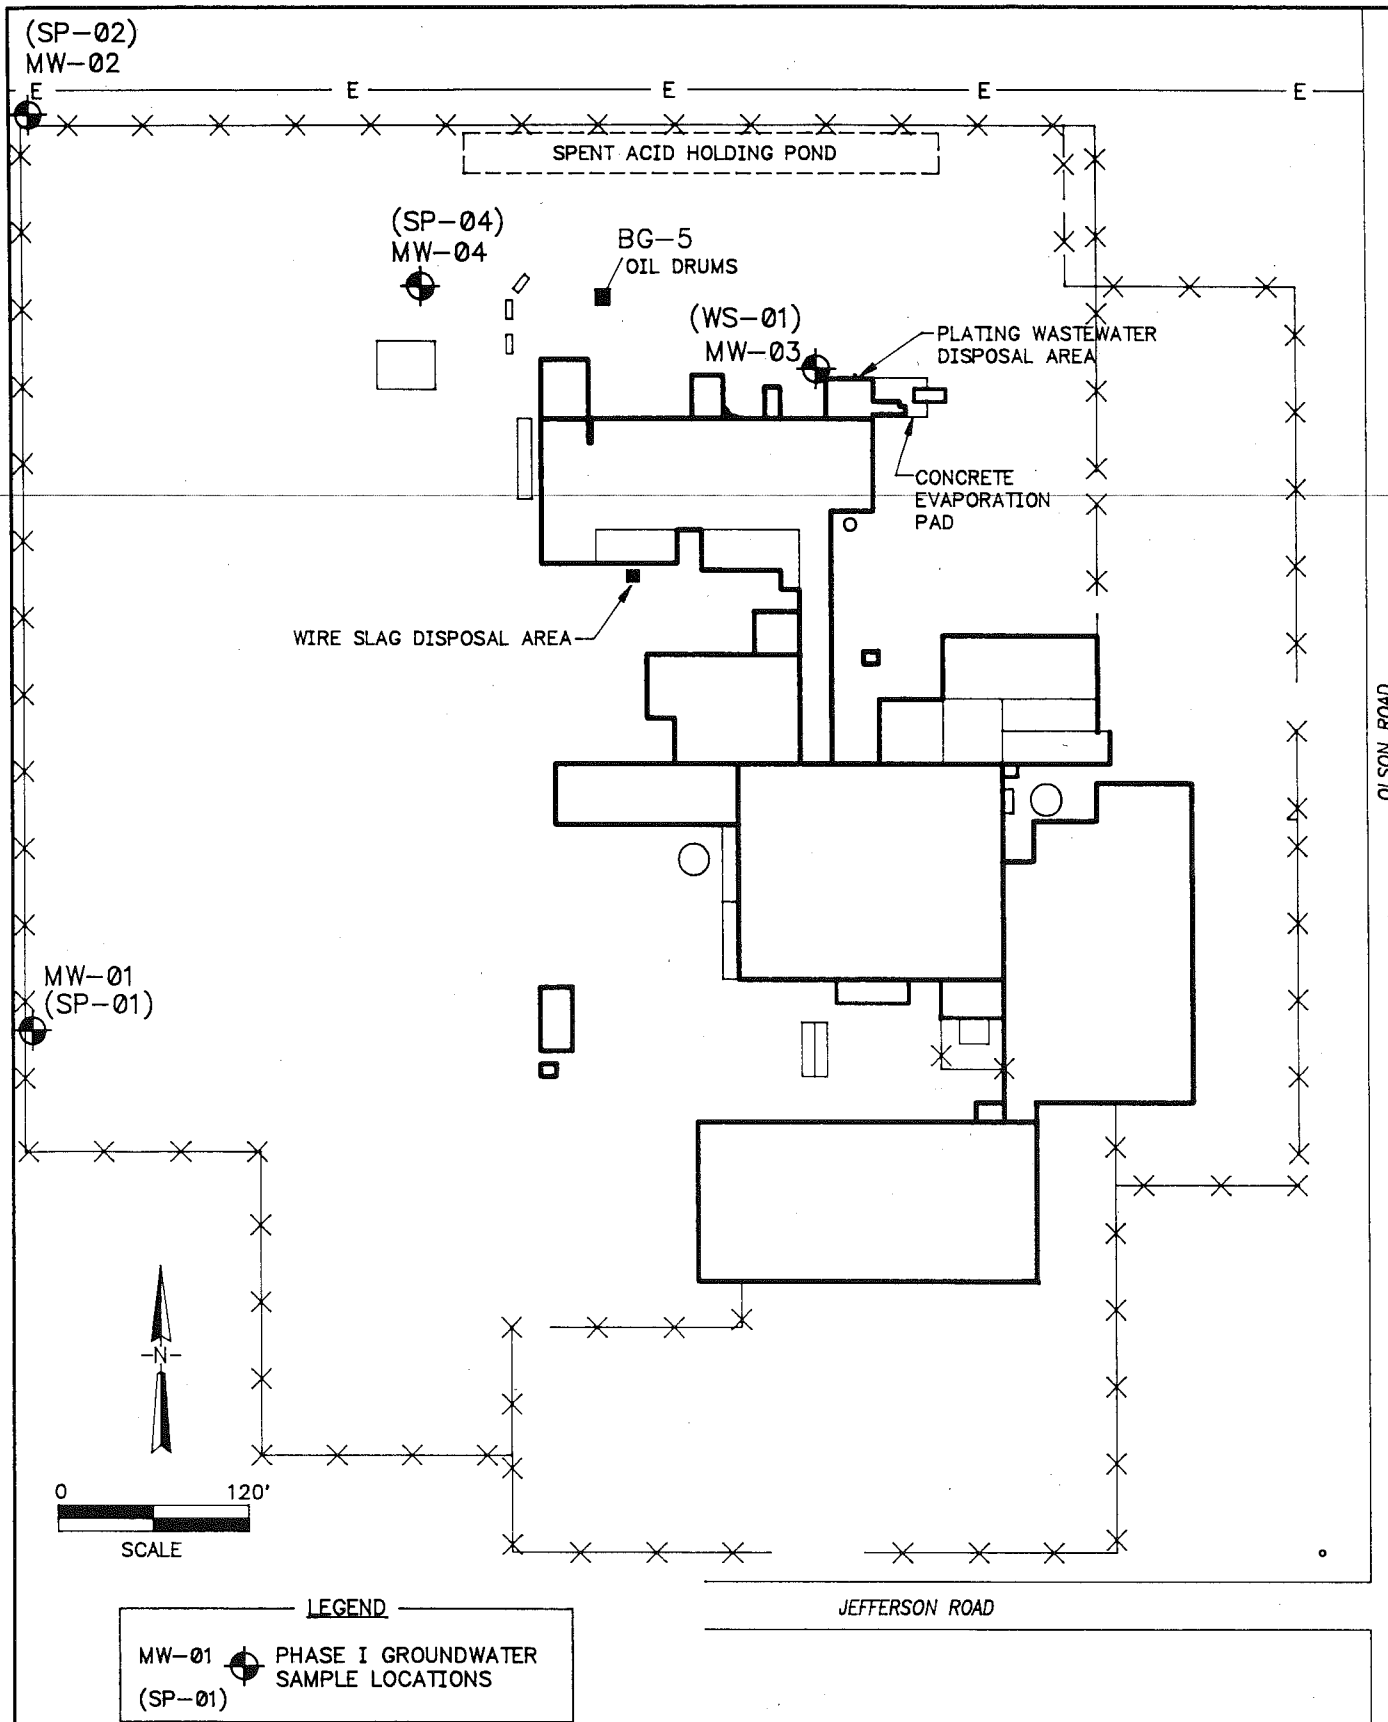 (SP-02)
MW-02
E E E E E
SPENT ACID HOLDING POND
(SP-04)
MW-04
BG-5
OIL DRUMS
(WS-01)
MW-03
PLATING WASTEWATER
DISPOSAL AREA
CONCRETE
EVAPORATION
PAD
WIRE SLAG DISPOSAL AREA
OLSON ROAD
MW-01
(SP-01)
N
0 120'
SCALE
JEFFERSON ROAD
LEGEND
MW-01 PHASE I GROUNDWATER
SAMPLE LOCATIONS
(SP-01)